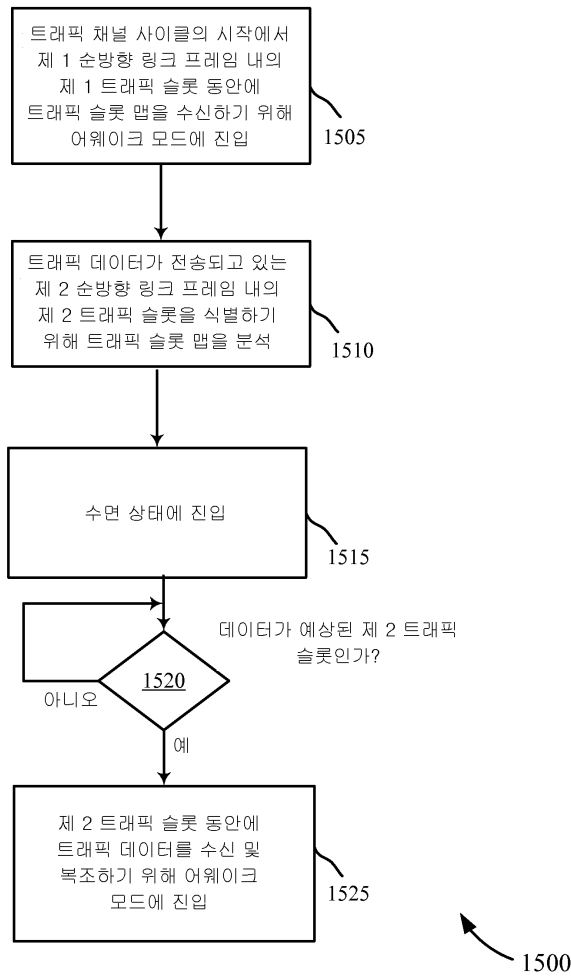 트래픽 채널 사이클의 시작에서
제 1 순방향 링크 프레임 내의
제 1 트래픽 슬롯 동안에
트래픽 슬롯 맵을 수신하기 위해
어웨이크 모드에 진입
1505
트래픽 데이터가 전송되고 있는
제 2 순방향 링크 프레임 내의
제 2 트래픽 슬롯을 식별하기
위해 트래픽 슬롯 맵을 분석
1510
수면 상태에 진입
1515
데이터가 예상된 제 2 트래픽
슬롯인가?
1520
아니오
예
제 2 트래픽 슬롯 동안에
트래픽 데이터를 수신 및
복조하기 위해 어웨이크
모드에 진입
1525
1500